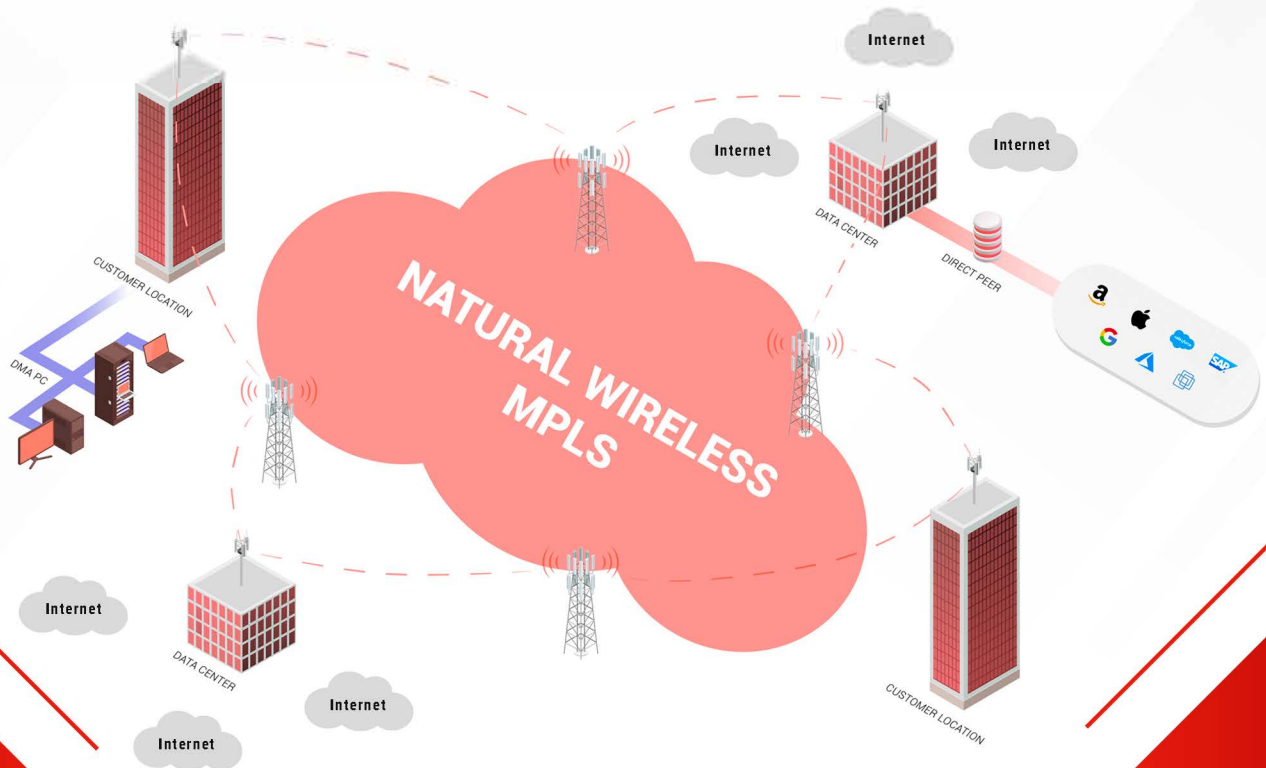 Internet
Internet
Internet
DATA CENTER
DIRECT PEER
CUSTOMER LOCATION
DMA PC
NATURAL WIRELESS
MPLS
a
G
SAP
Internet
DATA CENTER
Internet
Internet
CUSTOMER LOCATION